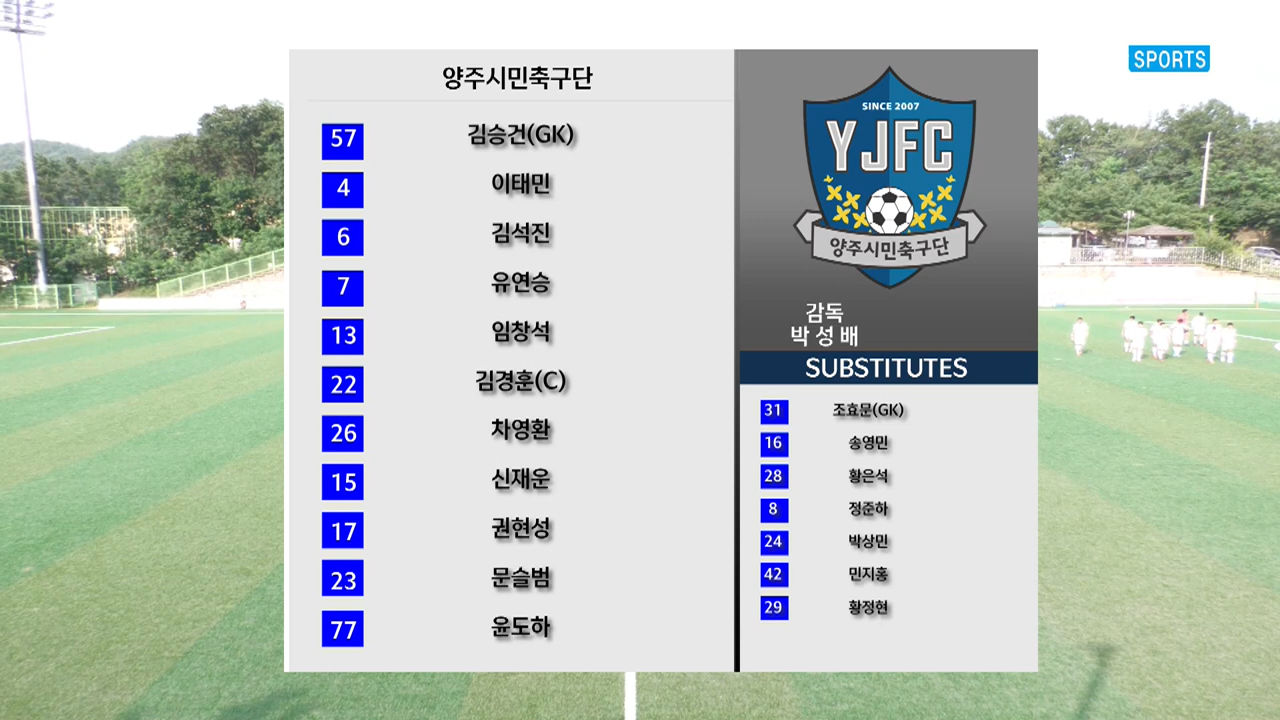 SPORTS
양주시민축구단
57 김승건(GK)
4 이태민
6 김석진
7 유연승
13 임창석
22 김경훈(C)
26 차영환
15 신재운
17 권현성
23 문슬범
77 윤도하
SINCE 2007
YJFC
양주시민축구단
감독
박성배
SUBSTITUTES
31 조효문(GK)
16 송영민
28 황은석
8 정준하
24 박상민
42 민지홍
29 황정현